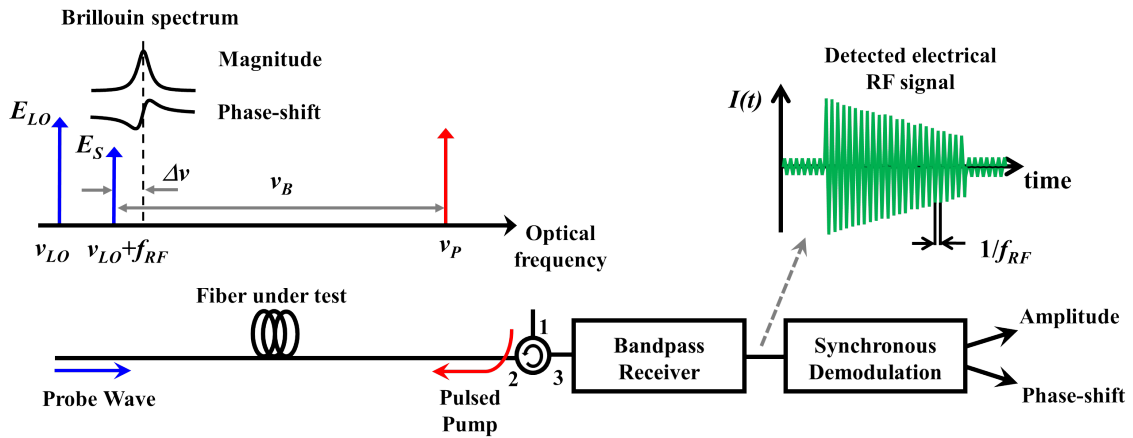 Brillouin spectrum
Magnitude
Phase-shift
E_LO
E_S
Δν
ν_B
ν_LO
ν_LO+f_RF
ν_P
Optical
frequency
Detected electrical
RF signal
I(t)
time
1/f_RF
Fiber under test
Probe Wave
Pulsed
Pump
1
2
3
Bandpass
Receiver
Synchronous
Demodulation
Amplitude
Phase-shift